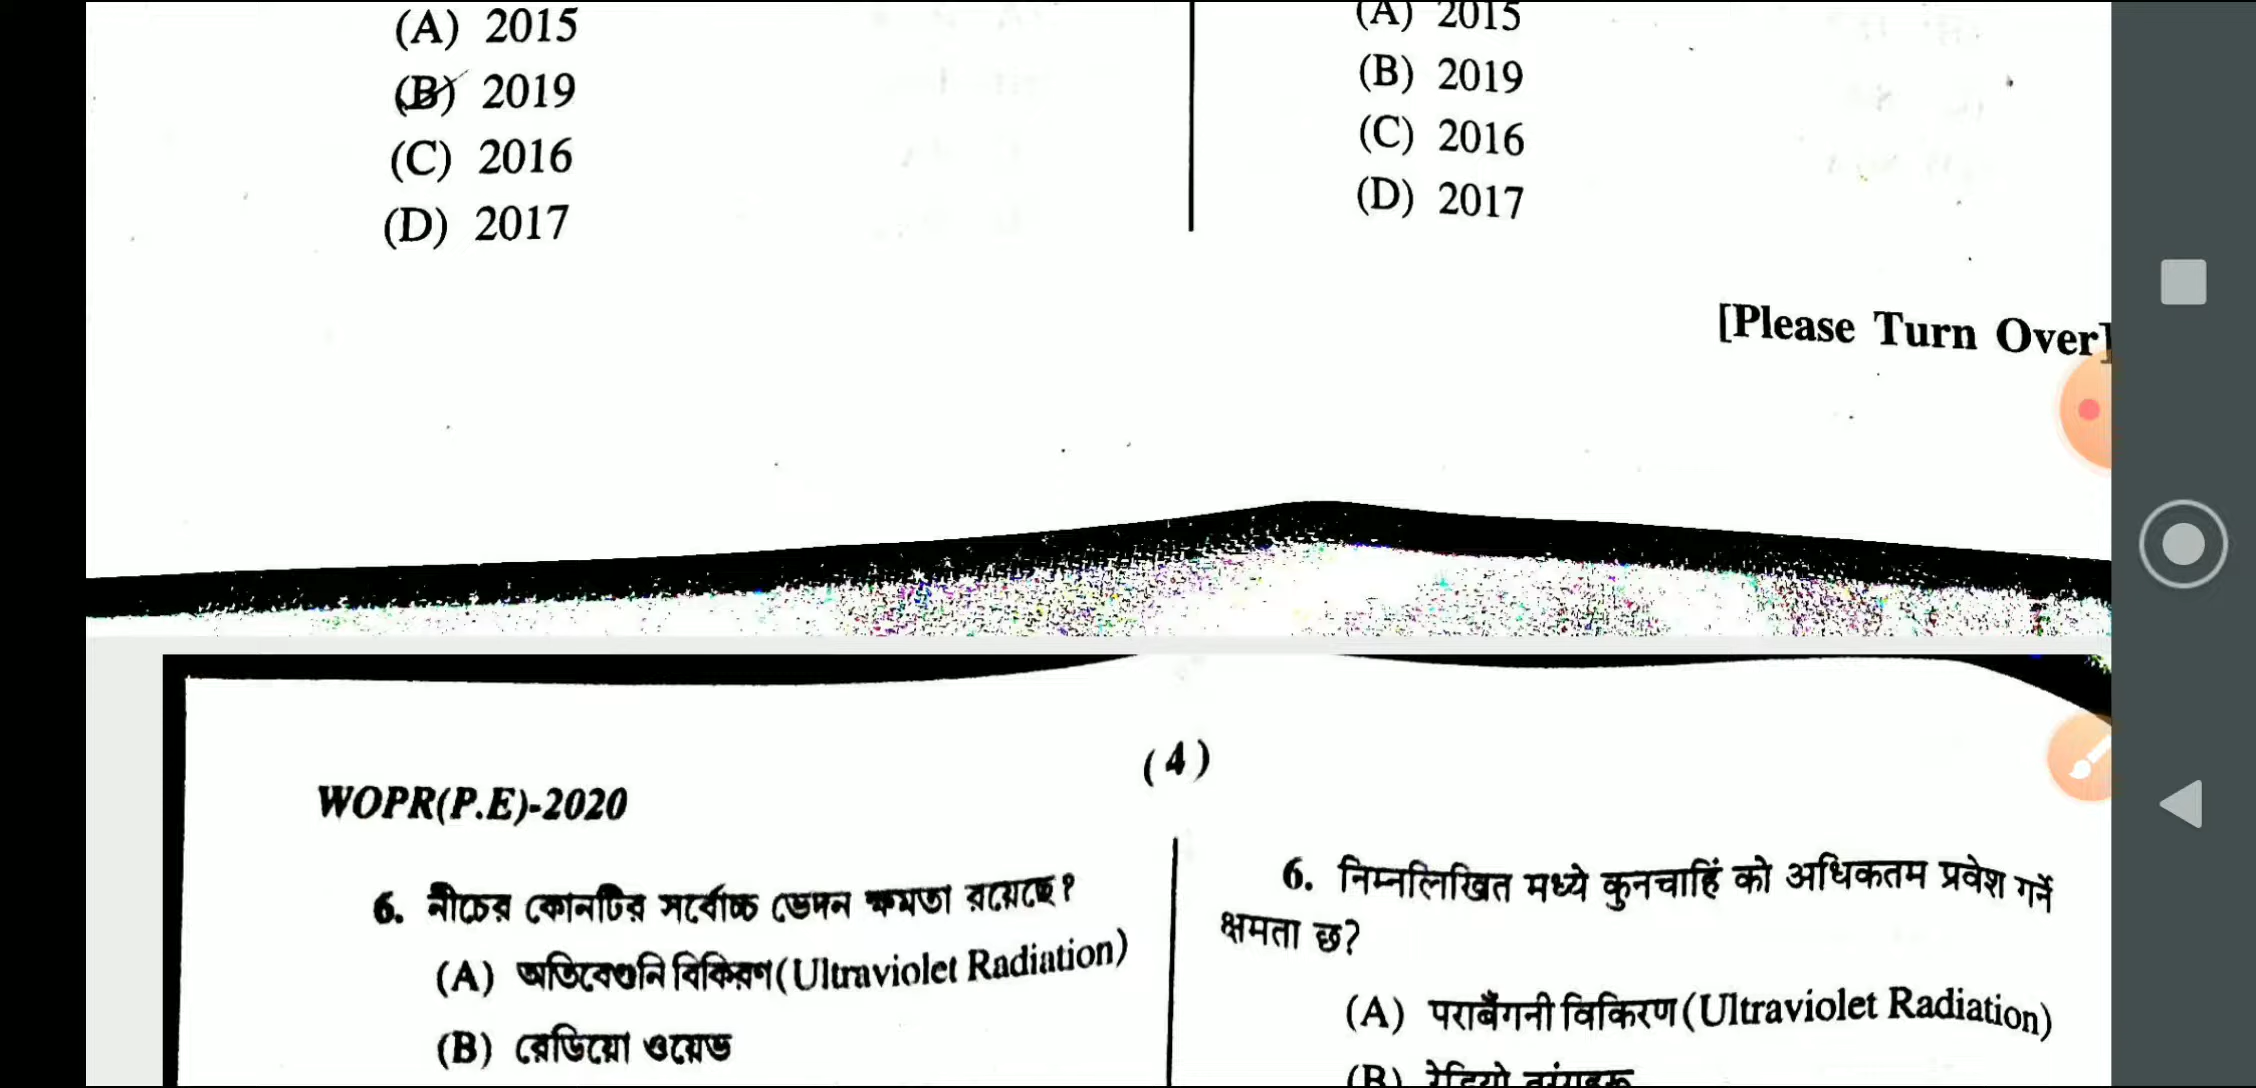 (A) 2015
(B) 2019
(C) 2016
(D) 2017
(A) 2015
(B) 2019
(C) 2016
(D) 2017
[Please Turn Over]
(4)
WOPR(P.E)-2020
6. নীচের কোনটির সর্বোচ্চ ভেদন ক্ষমতা রয়েছে?
(A) অতিবেগুনি বিকিরণ (Ultraviolet Radiation)
(B) রেডিয়ো ওয়েভ
6. निम्नलिखित मध्ये कुनचाहिं को अधिकतम प्रवेश गर्ने
क्षमता छ?
(A) पराबैंगनी विकिरण (Ultraviolet Radiation)
(B) रेडियो तरंगहरू